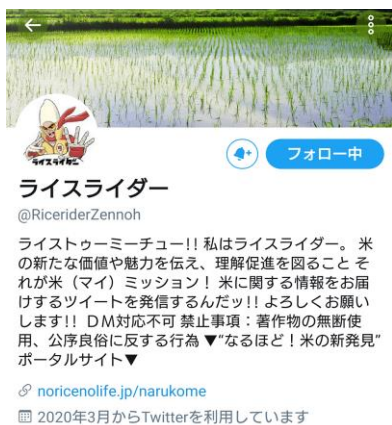 ライスライダー
フォロー中
ライスライダー
@RiceriderZennoh
ライストゥーミーチュー!! 私はライスライダー。 米
の新たな価値や魅力を伝え、理解促進を図ること そ
れが米（マイ）ミッション！ 米に関する情報をお届
けするツイートを発信するんだッ!! よろしくお願い
します!! ＤＭ対応不可 禁止事項：著作物の無断使
用、公序良俗に反する行為 ▼“なるほど！米の新発見”
ポータルサイト▼
noricenolife.jp/narukome
2020年3月からTwitterを利用しています